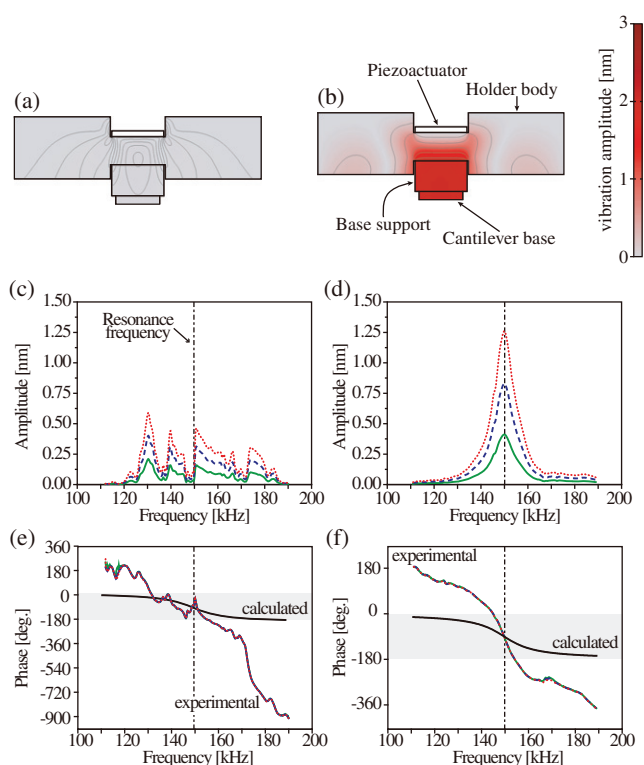 3
2
1
0
vibration amplitude [nm]
Piezoactuator
Holder body
(a)
(b)
Base support
Cantilever base
(c)
1.50
1.25
1.00
0.75
0.50
0.25
0.00
Amplitude [nm]
Resonance
frequency
100 120 140 160 180 200
Frequency [kHz]
(d)
1.50
1.25
1.00
0.75
0.50
0.25
0.00
Amplitude [nm]
100 120 140 160 180 200
Frequency [kHz]
(e)
360
180
0
-180
-360
-540
-720
-900
Phase [deg.]
calculated
experimental
100 120 140 160 180 200
Frequency [kHz]
(f)
180
0
-180
-360
Phase [deg.]
experimental
calculated
100 120 140 160 180 200
Frequency [kHz]